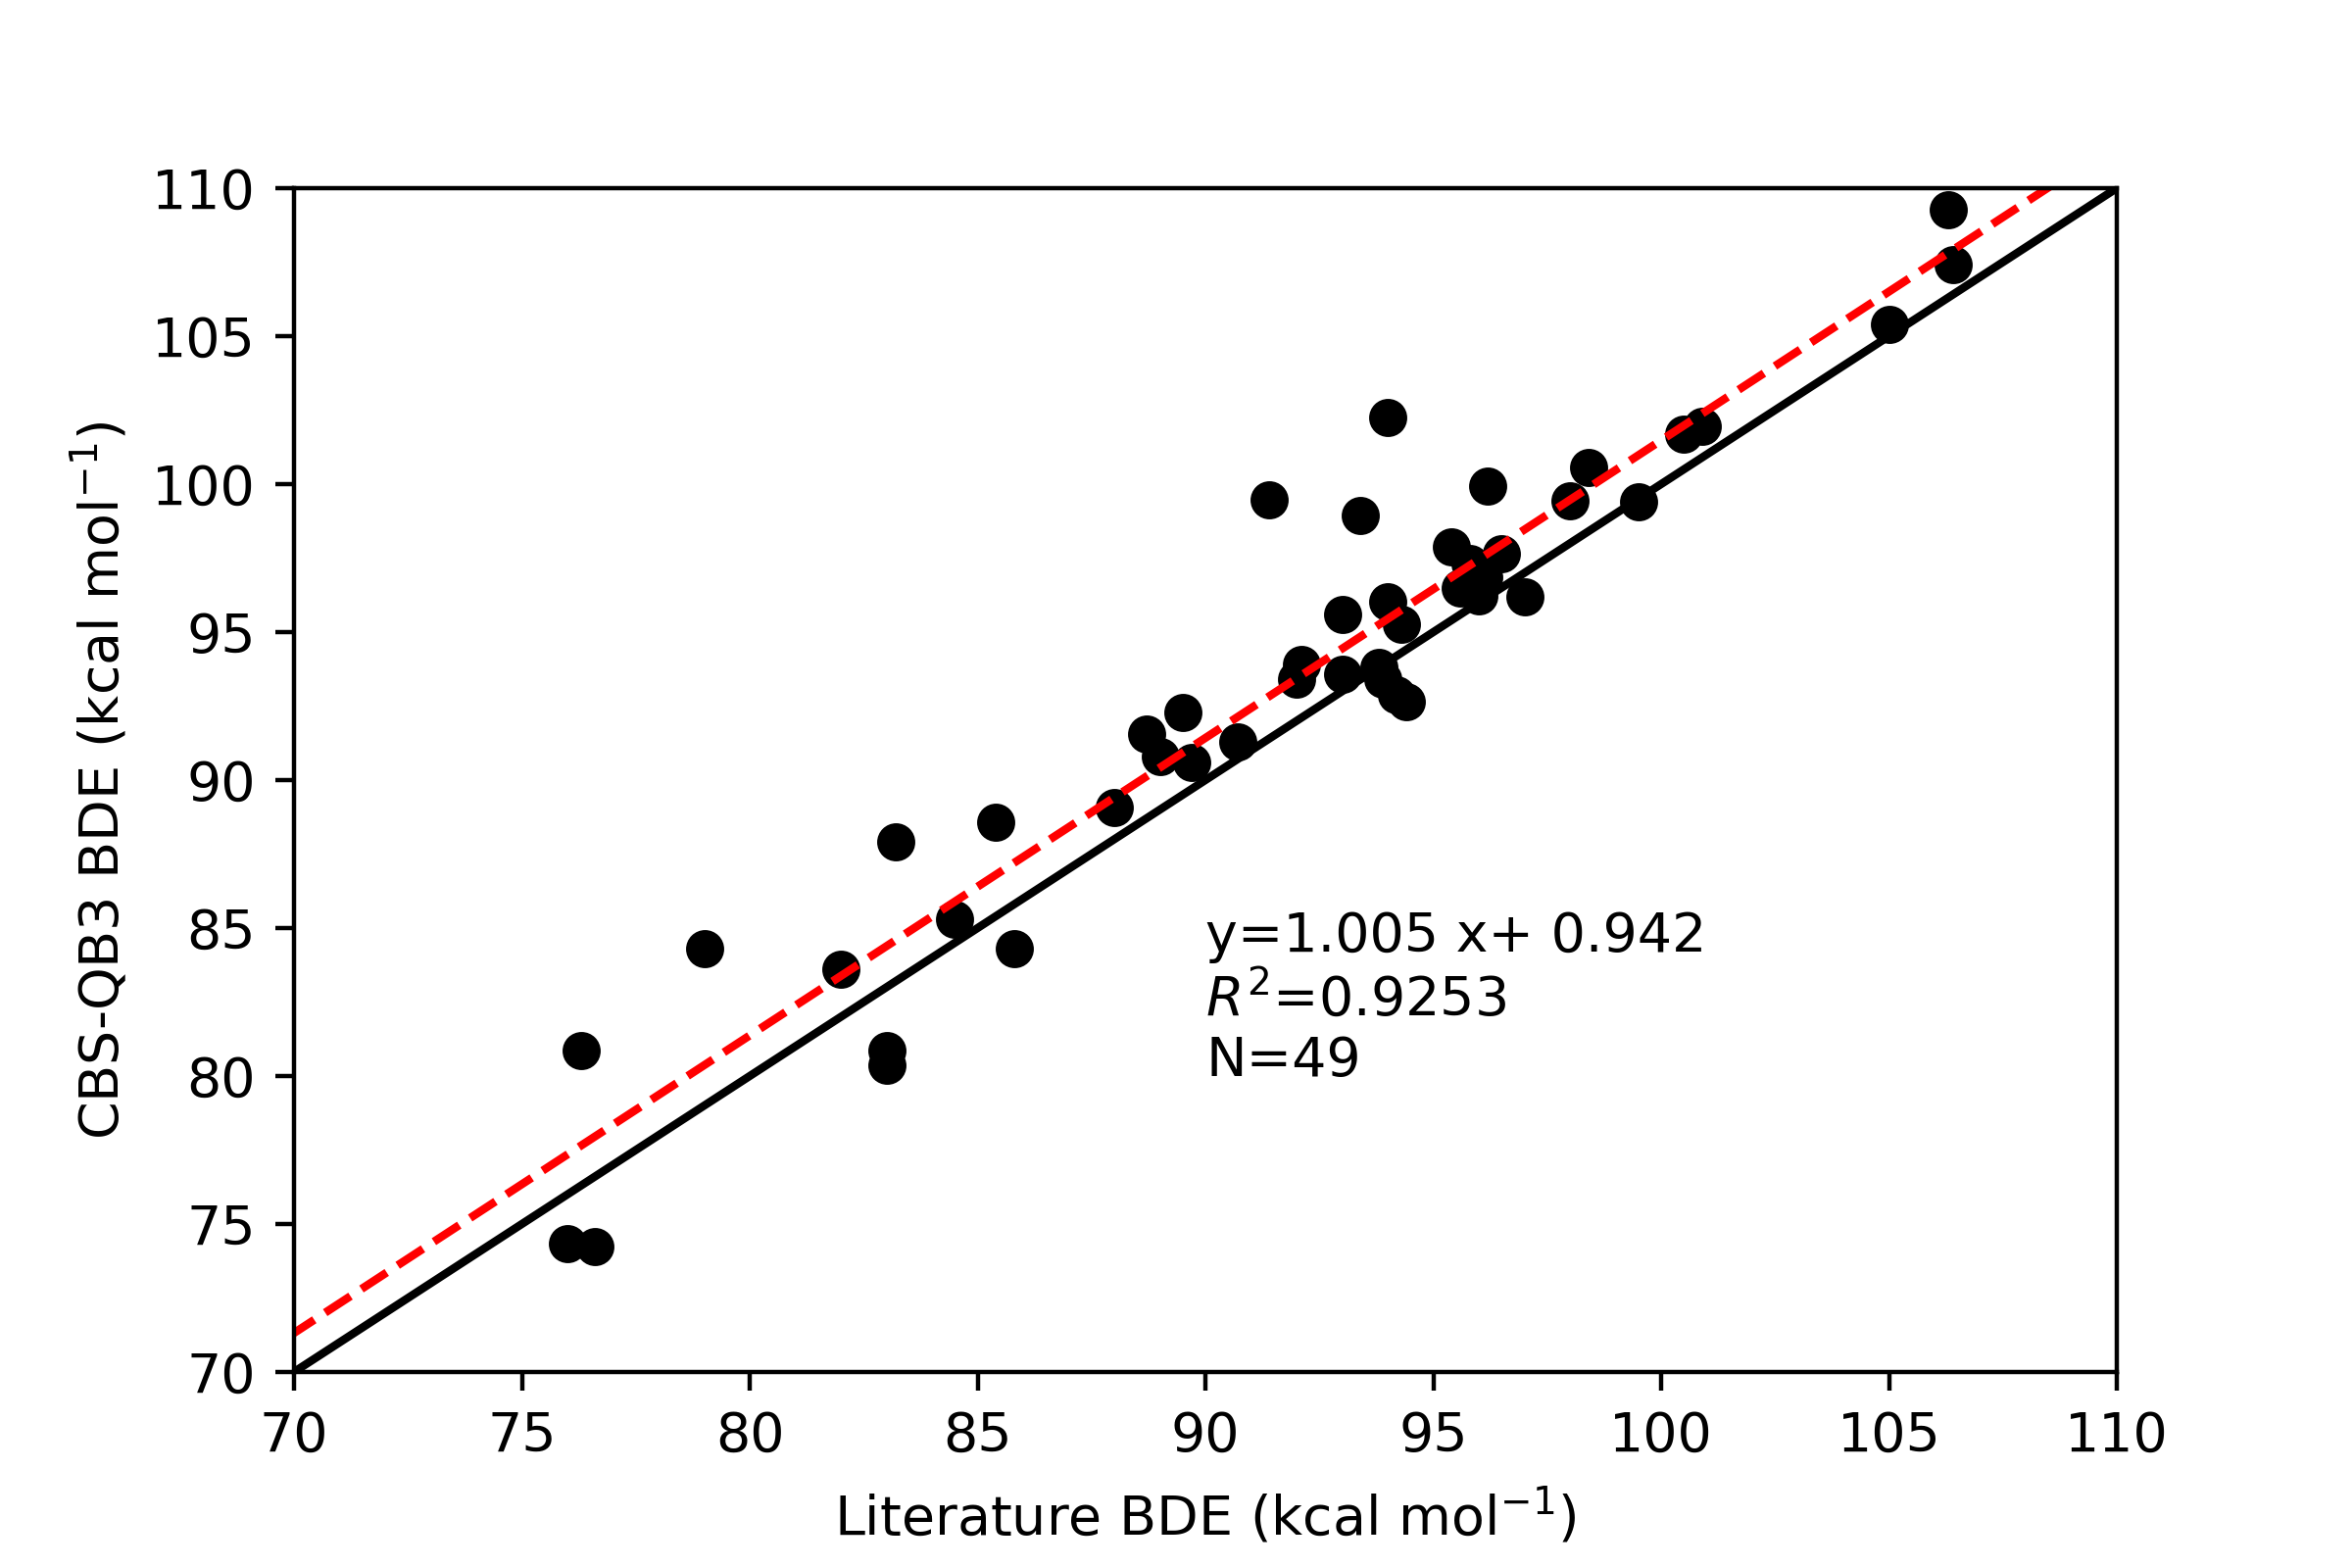 110
105
100
95
90
85
80
75
70
CBS-QB3 BDE (kcal mol⁻¹)
y=1.005 x+ 0.942
R²=0.9253
N=49
70 75 80 85 90 95 100 105 110
Literature BDE (kcal mol⁻¹)